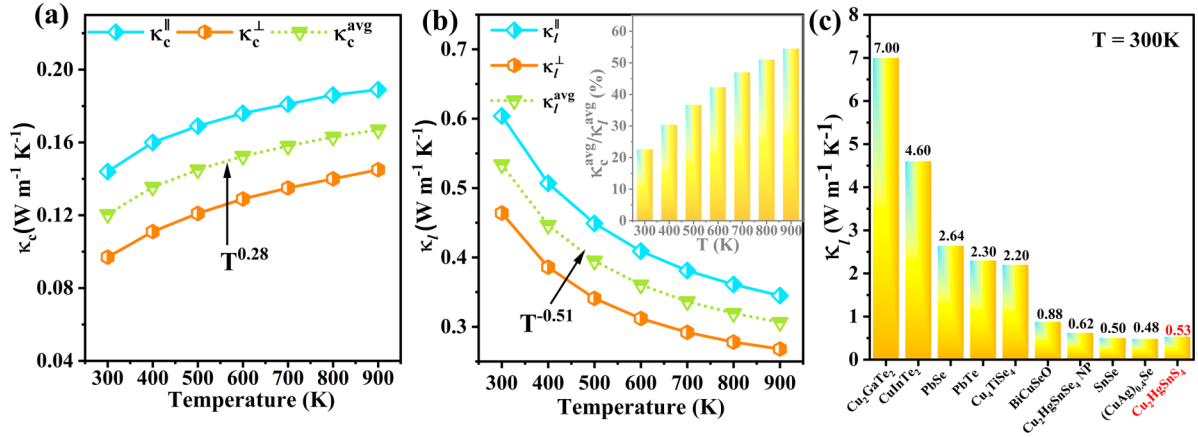 (a)
κc∥ κc⊥ κcavg
κc (W m-1 K-1)
0.20
0.16
0.12
0.08
0.04
T0.28
300 400 500 600 700 800 900
Temperature (K)
(b)
κl∥
κl⊥
κlavg
κl (W m-1 K-1)
0.7
0.6
0.5
0.4
0.3
T-0.51
300 400 500 600 700 800 900
Temperature (K)
κcavg/κlavg (%)
60
50
40
30
20
10
0
300 400 500 600 700 800 900
T (K)
(c)
T = 300K
κl (W m-1 K-1)
8
7
6
5
4
3
2
1
0
7.00
4.60
2.64
2.30
2.20
0.88
0.62
0.50
0.48
0.53
Cu2GaTe2
CuInTe2
PbSe
PbTe
Cu4TiSe4
BiCuSeO
Cu2HgSnSe4 NP
SnSe
(CuAg)0.4Se
Cu2HgSnS4